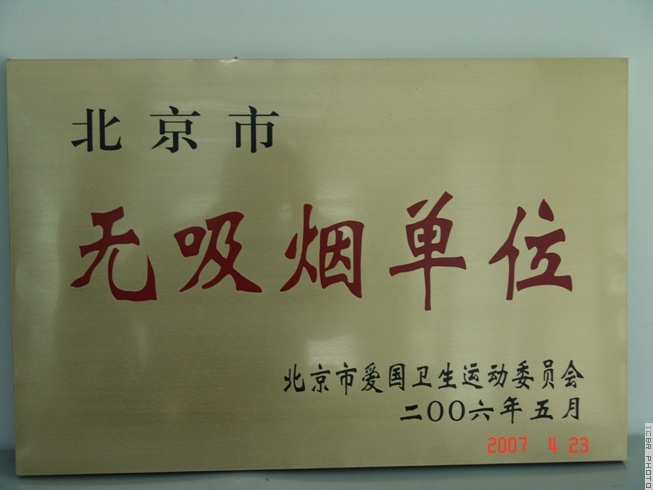 北京市
无吸烟单位
北京市爱国卫生运动委员会
二〇〇六年五月
2007 4 23
ICBR PHOTO